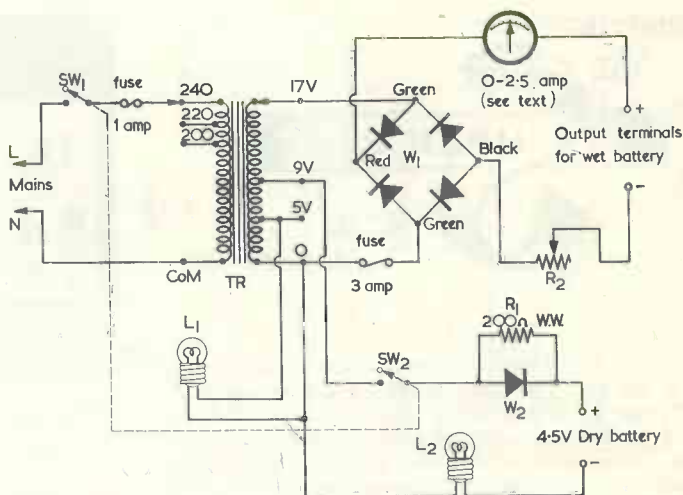 SW1
fuse
1 amp
L
Mains
N
240
220
200
COM
TR
17V
9V
5V
0
Green
Red
W1
Black
Green
fuse
3 amp
0-2·5 amp
(see text)
+
Output terminals
for wet battery
-
R2
L1
SW2
R1
200Ω W.W.
W2
+
4·5V Dry battery
-
L2